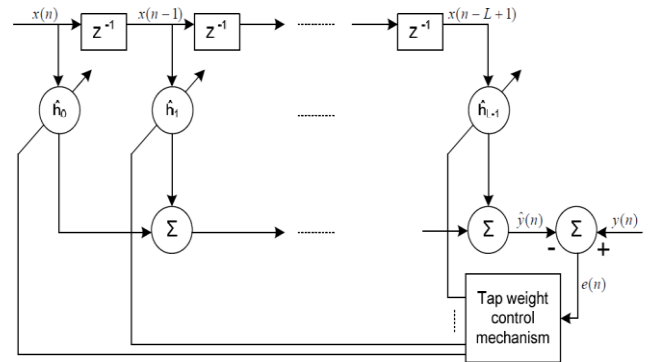 x(n)
z⁻¹
x(n−1)
z⁻¹
z⁻¹
x(n−L+1)
ĥ₀
ĥ₁
ĥL-1
Σ
Σ
ŷ(n)
-
Σ
+
y(n)
e(n)
Tap weight
control
mechanism